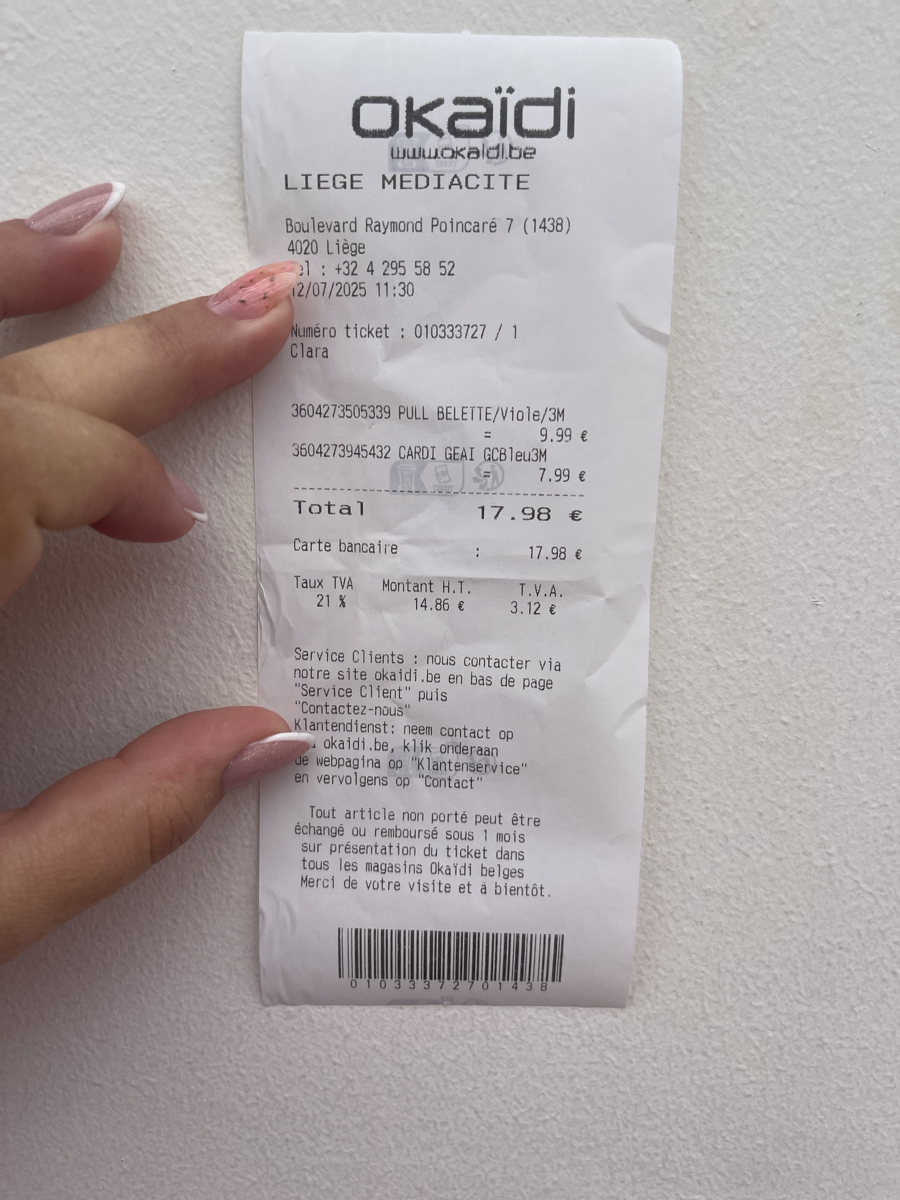 okaïdi
www.okaidi.be
LIEGE MEDIACITE
Boulevard Raymond Poincaré 7 (1438)
4020 Liège
: +32 4 295 58 52
12/07/2025 11:30
Numéro ticket : 010333727 / 1
Clara
3604273505339 PULL BELETTE/Viole/3M
= 9.99 €
3604273945432 CARDI GEAI GCBleu3M
= 7.99 €
Total 17.98 €
Carte bancaire : 17.98 €
Taux TVA Montant H.T. T.V.A.
21 % 14.86 € 3.12 €
Service Clients : nous contacter via
notre site okaidi.be en bas de page
"Service Client" puis
"Contactez-nous"
Klantendienst: neem contact op
okaidi.be, klik onderaan
de webpagina op "Klantenservice"
en vervolgens op "Contact"
Tout article non porté peut être
échangé ou remboursé sous 1 mois
sur présentation du ticket dans
tous les magasins Okaïdi belges
Merci de votre visite et à bientôt.
01033372701438